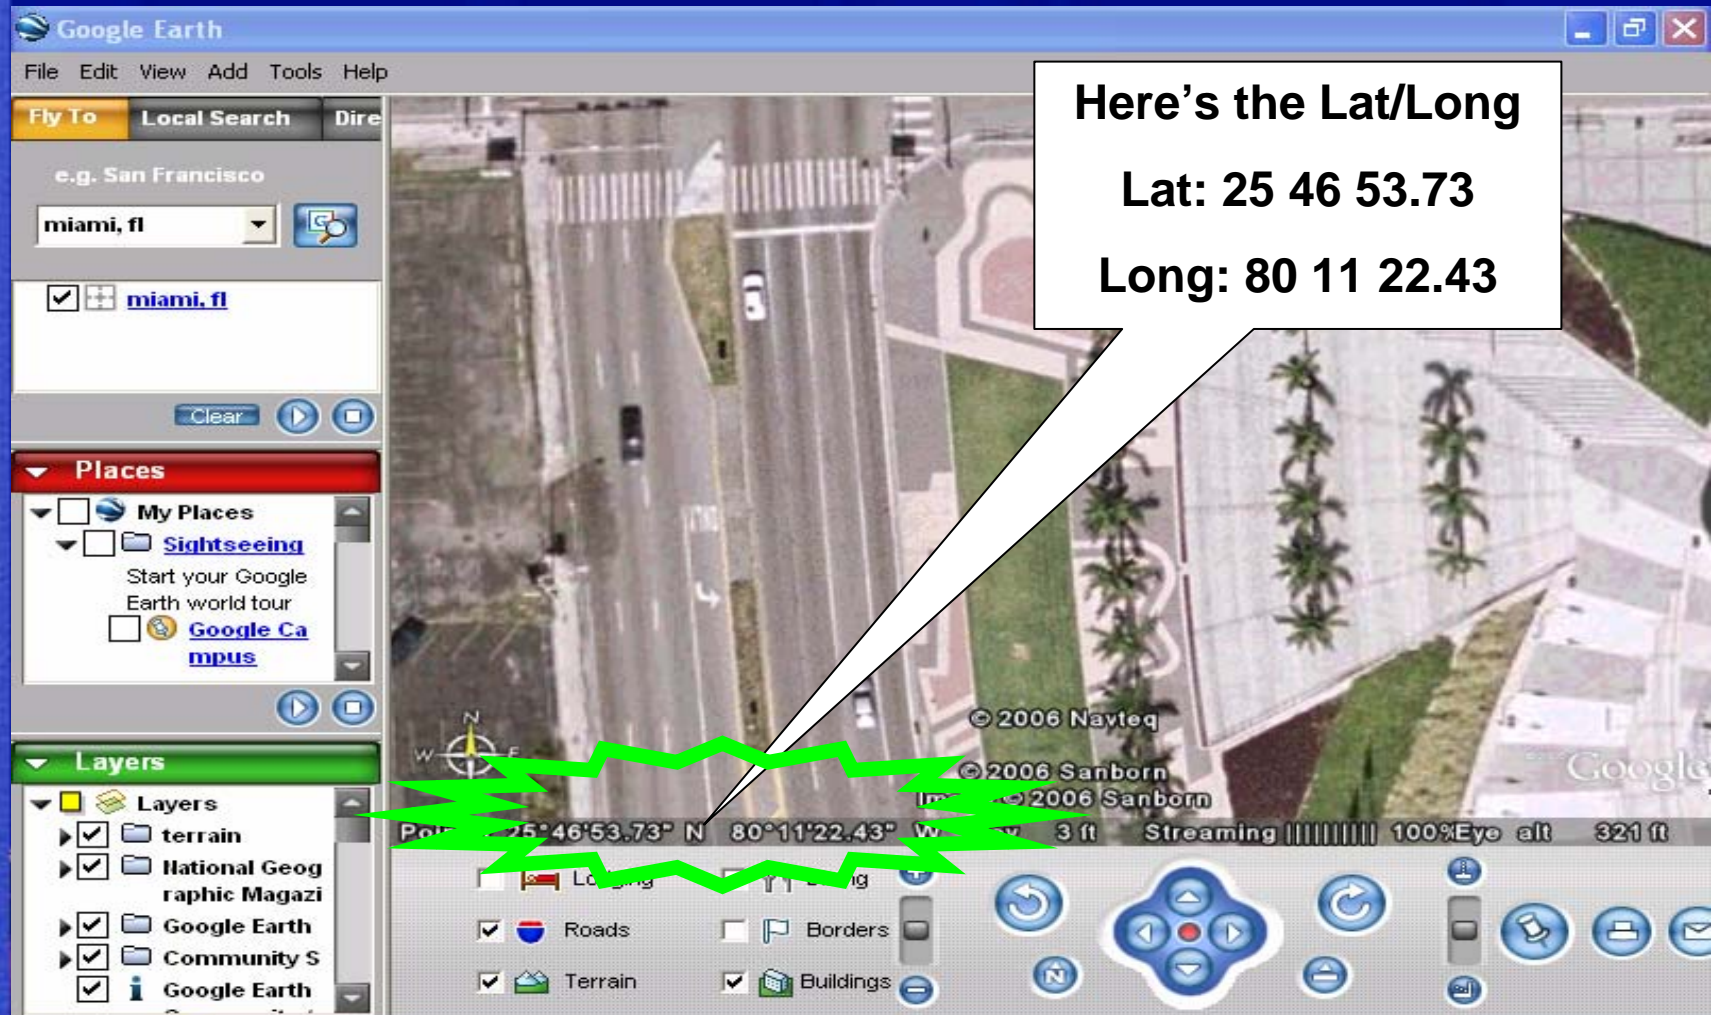 Google Earth
File Edit View Add Tools Help
Fly To Local Search Dire
e.g. San Francisco
miami, fl
miami, fl
Clear
Places
My Places
Sightseeing
Start your Google
Earth world tour
Google Ca
mpus
Layers
Layers
terrain
National Geog
raphic Magazi
Google Earth
Community S
Google Earth
Here's the Lat/Long
Lat: 25 46 53.73
Long: 80 11 22.43
N
W E
© 2006 Navteq
© 2006 Sanborn
© 2006 Sanborn
Google
25°46'53.73" N 80°11'22.43" W 3 ft Streaming |||||||||| 100% Eye alt 321 ft
Roads Borders
Terrain Buildings
N